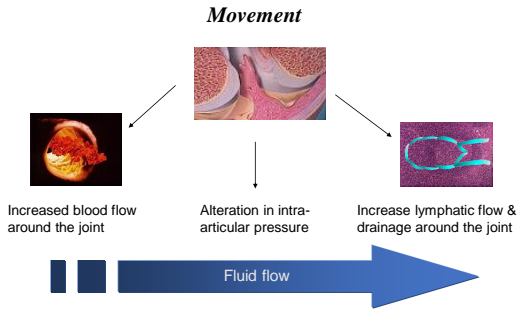 Movement
Increased blood flow
around the joint
Alteration in intra-
articular pressure
Increase lymphatic flow &
drainage around the joint
Fluid flow